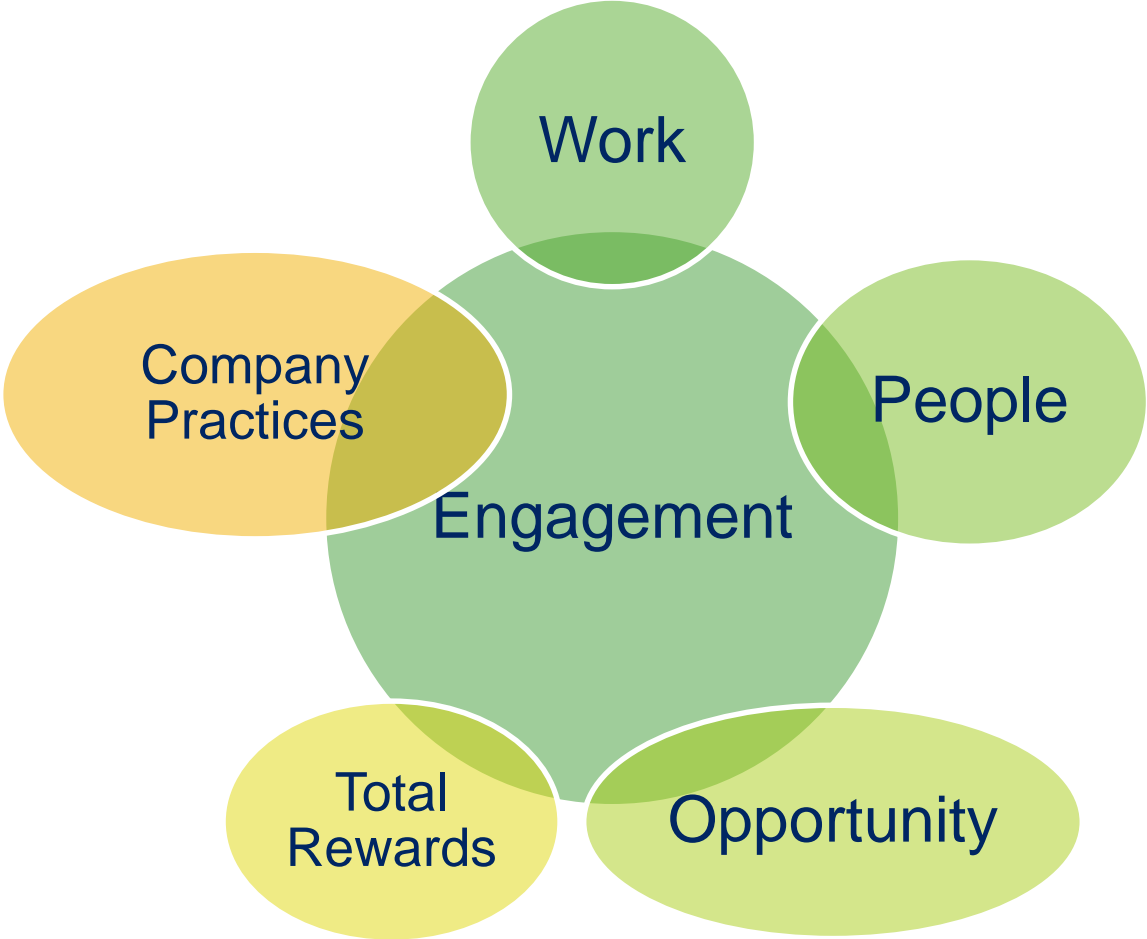 Work
Company
Practices
People
Engagement
Total
Rewards
Opportunity